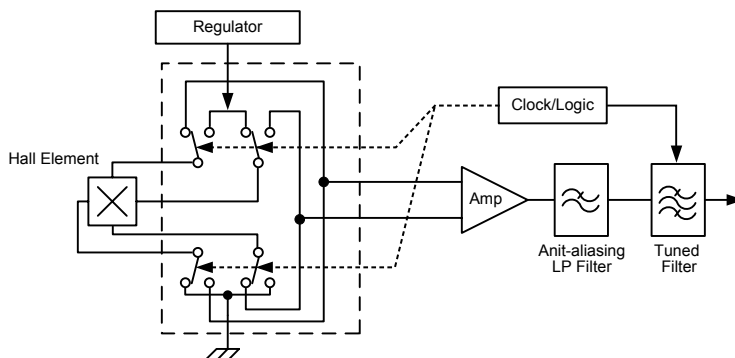 Regulator
Clock/Logic
Hall Element
Amp
Anit-aliasing
LP Filter
Tuned
Filter